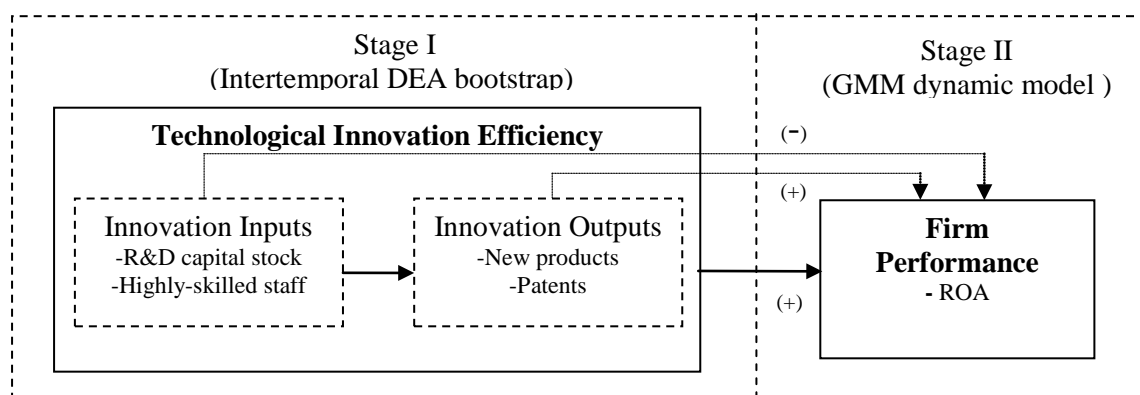 Stage I
(Intertemporal DEA bootstrap)
Stage II
(GMM dynamic model )
Technological Innovation Efficiency
(-)
(+)
Innovation Inputs
-R&D capital stock
-Highly-skilled staff
Innovation Outputs
-New products
-Patents
(+)
Firm
Performance
- ROA